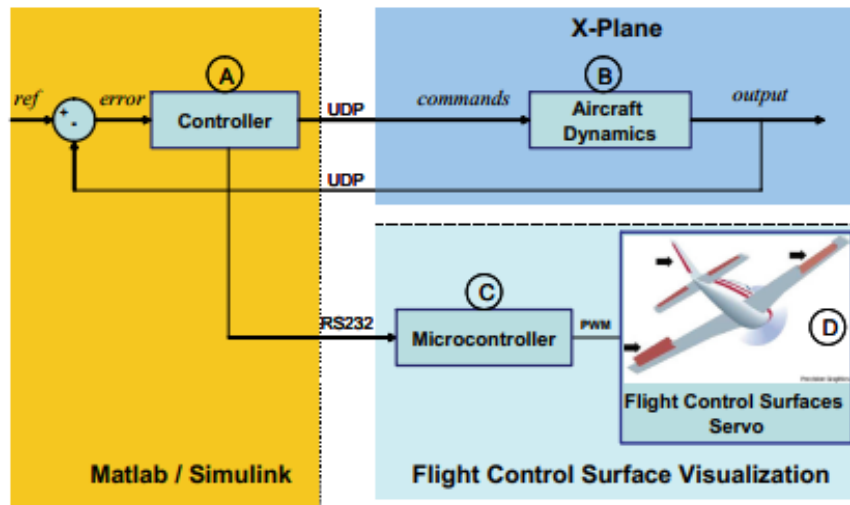 X-Plane
A
B
ref
error
commands
output
+
-
Controller
UDP
Aircraft
Dynamics
UDP
C
D
RS232
Microcontroller
PWM
Flight Control Surfaces
Servo
Matlab / Simulink
Flight Control Surface Visualization